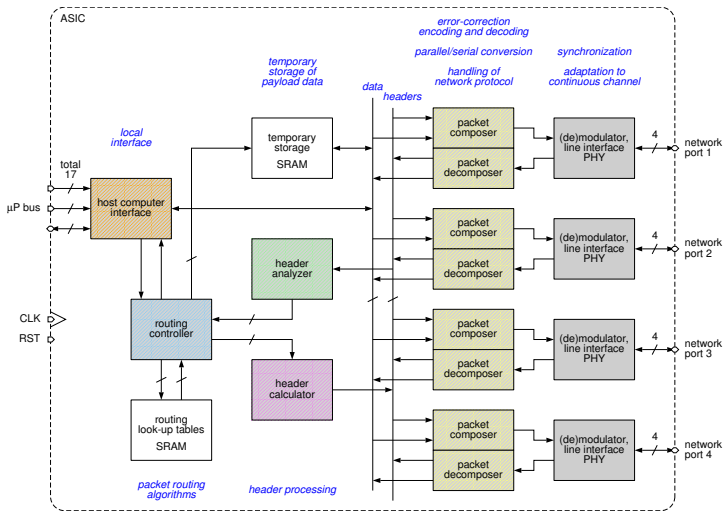 ASIC
error-correction
encoding and decoding
temporary
storage of
payload data
parallel/serial conversion
synchronization
handling of
network protocol
adaptation to
continuous channel
data
headers
local
interface
total
17
μP bus
host computer
interface
temporary
storage
SRAM
packet
composer
packet
decomposer
(de)modulator,
line interface
PHY
4
network
port 1
header
analyzer
packet
composer
packet
decomposer
(de)modulator,
line interface
PHY
4
network
port 2
CLK
RST
routing
controller
header
calculator
packet
composer
packet
decomposer
(de)modulator,
line interface
PHY
4
network
port 3
routing
look-up tables
SRAM
packet
composer
packet
decomposer
(de)modulator,
line interface
PHY
4
network
port 4
packet routing
algorithms
header processing